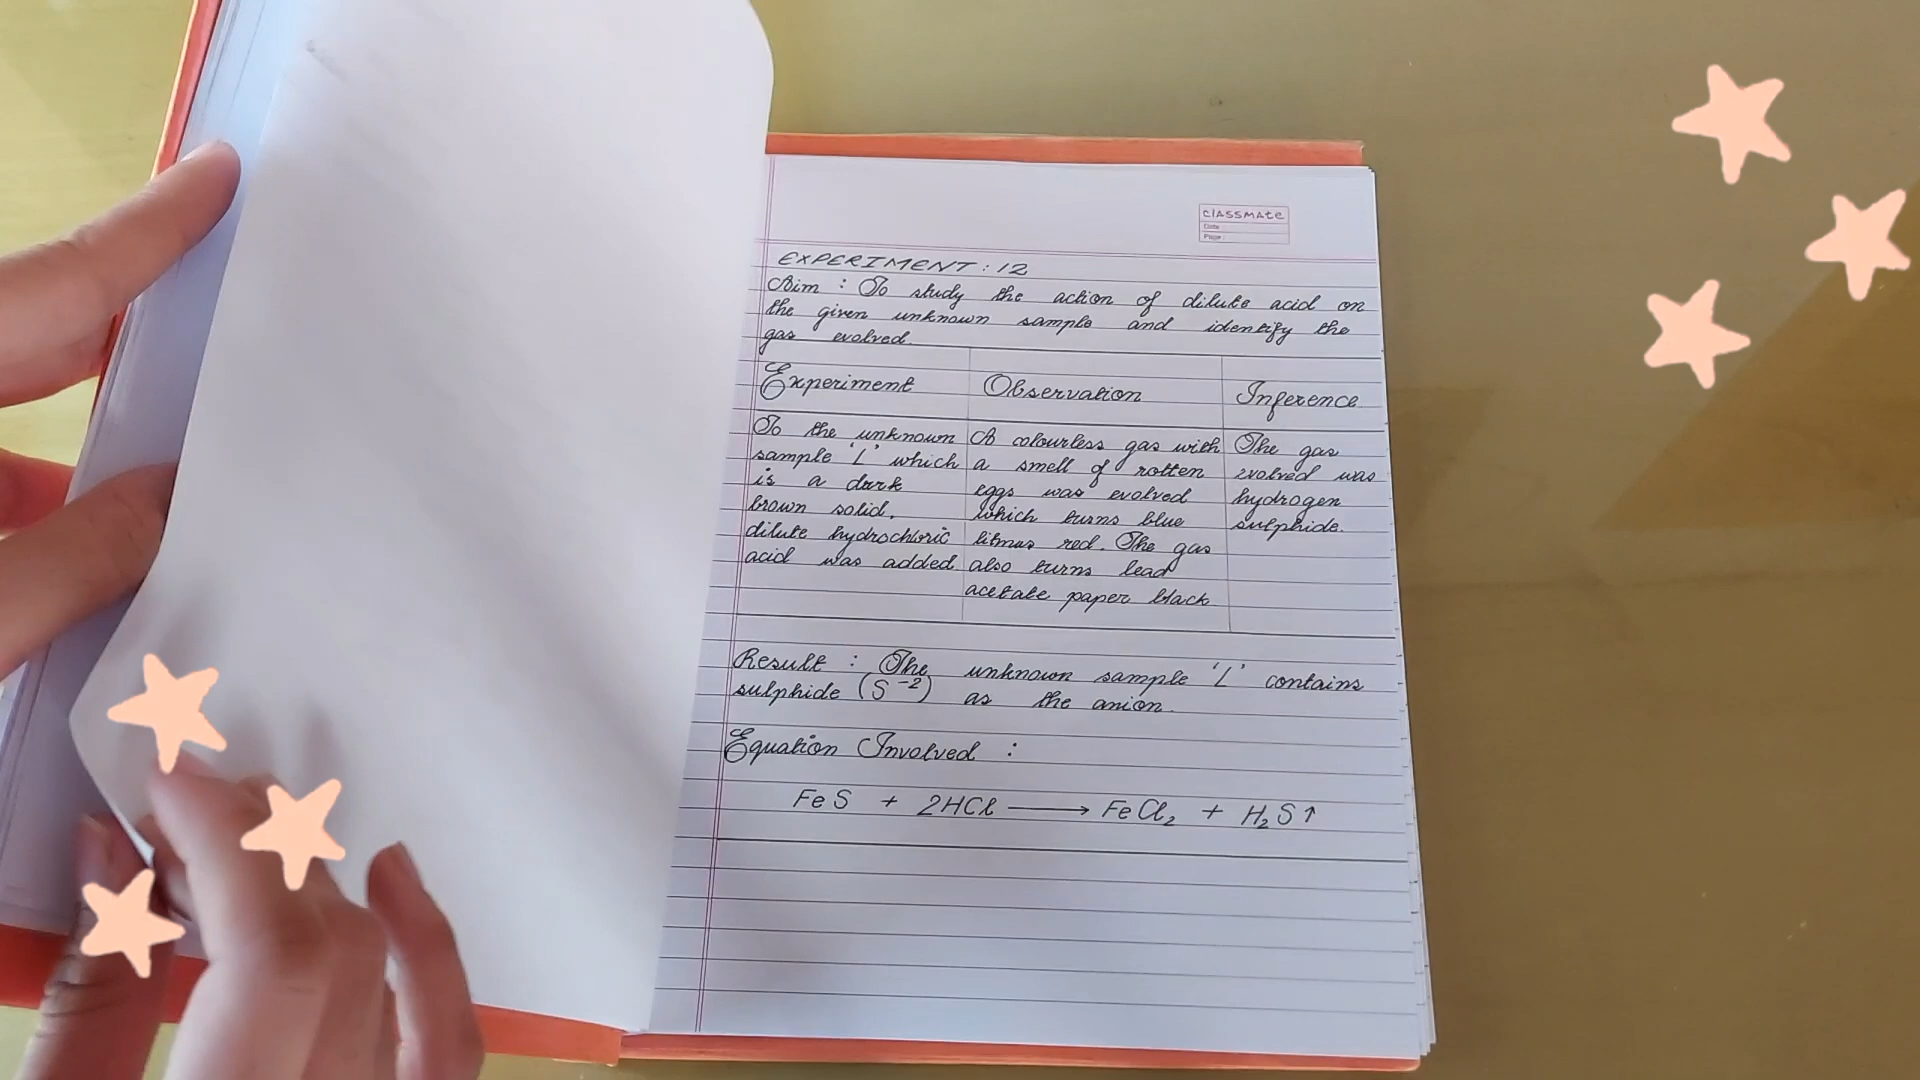 classmate
Date
Page:
EXPERIMENT : 12
Aim : To study the action of dilute acid on
the given unknown sample and identify the
gas evolved.
Experiment Observation Inference
To the unknown A colourless gas with The gas
sample 'L' which a smell of rotten evolved was
is a dark eggs was evolved hydrogen
brown solid, which turns blue sulphide.
dilute hydrochloric litmus red. The gas
acid was added. also turns lead
acetate paper black
Result : The unknown sample 'L' contains
sulphide (S⁻²) as the anion.
Equation Involved :
FeS + 2HCl ⟶ FeCl₂ + H₂S↑